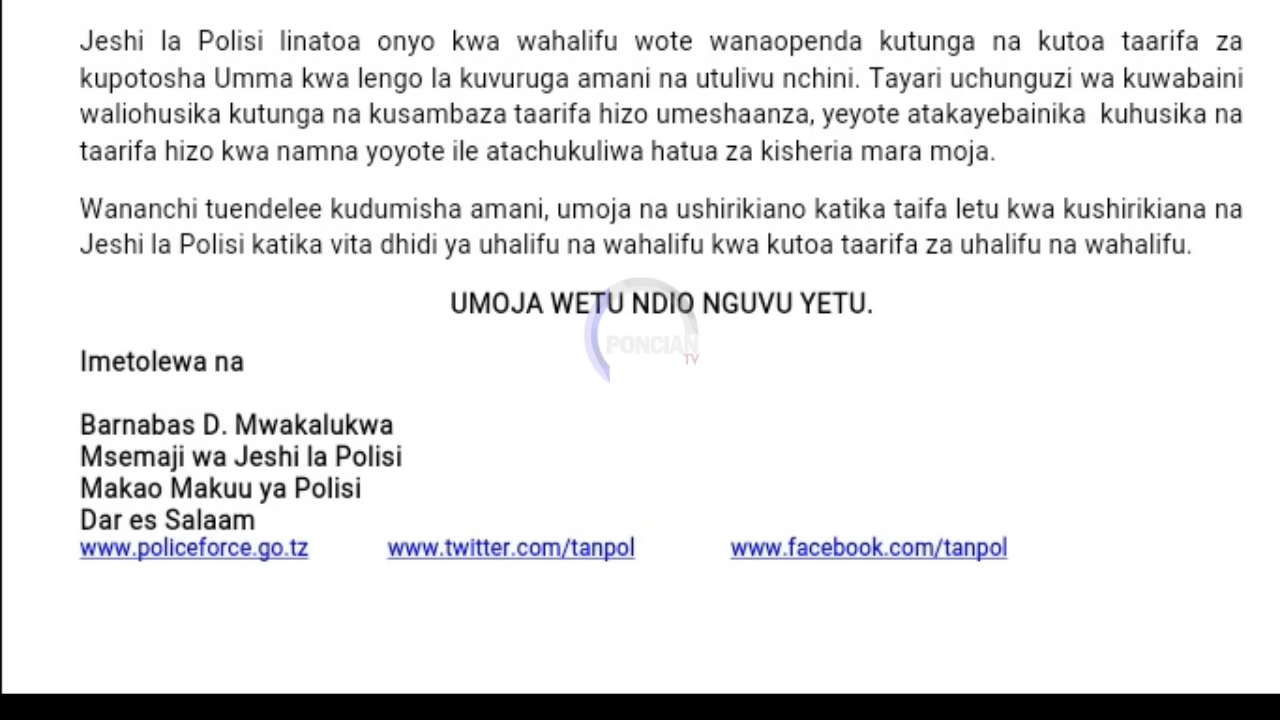 Jeshi la Polisi linatoa onyo kwa wahalifu wote wanaopenda kutunga na kutoa taarifa za
kupotosha Umma kwa lengo la kuvuruga amani na utulivu nchini. Tayari uchunguzi wa kuwabaini
waliohusika kutunga na kusambaza taarifa hizo umeshaanza, yeyote atakayebainika kuhusika na
taarifa hizo kwa namna yoyote ile atachukuliwa hatua za kisheria mara moja.
Wananchi tuendelee kudumisha amani, umoja na ushirikiano katika taifa letu kwa kushirikiana na
Jeshi la Polisi katika vita dhidi ya uhalifu na wahalifu kwa kutoa taarifa za uhalifu na wahalifu.
UMOJA WETU NDIO NGUVU YETU.
PONCIAN
TV
Imetolewa na
Barnabas D. Mwakalukwa
Msemaji wa Jeshi la Polisi
Makao Makuu ya Polisi
Dar es Salaam
www.policeforce.go.tz www.twitter.com/tanpol www.facebook.com/tanpol